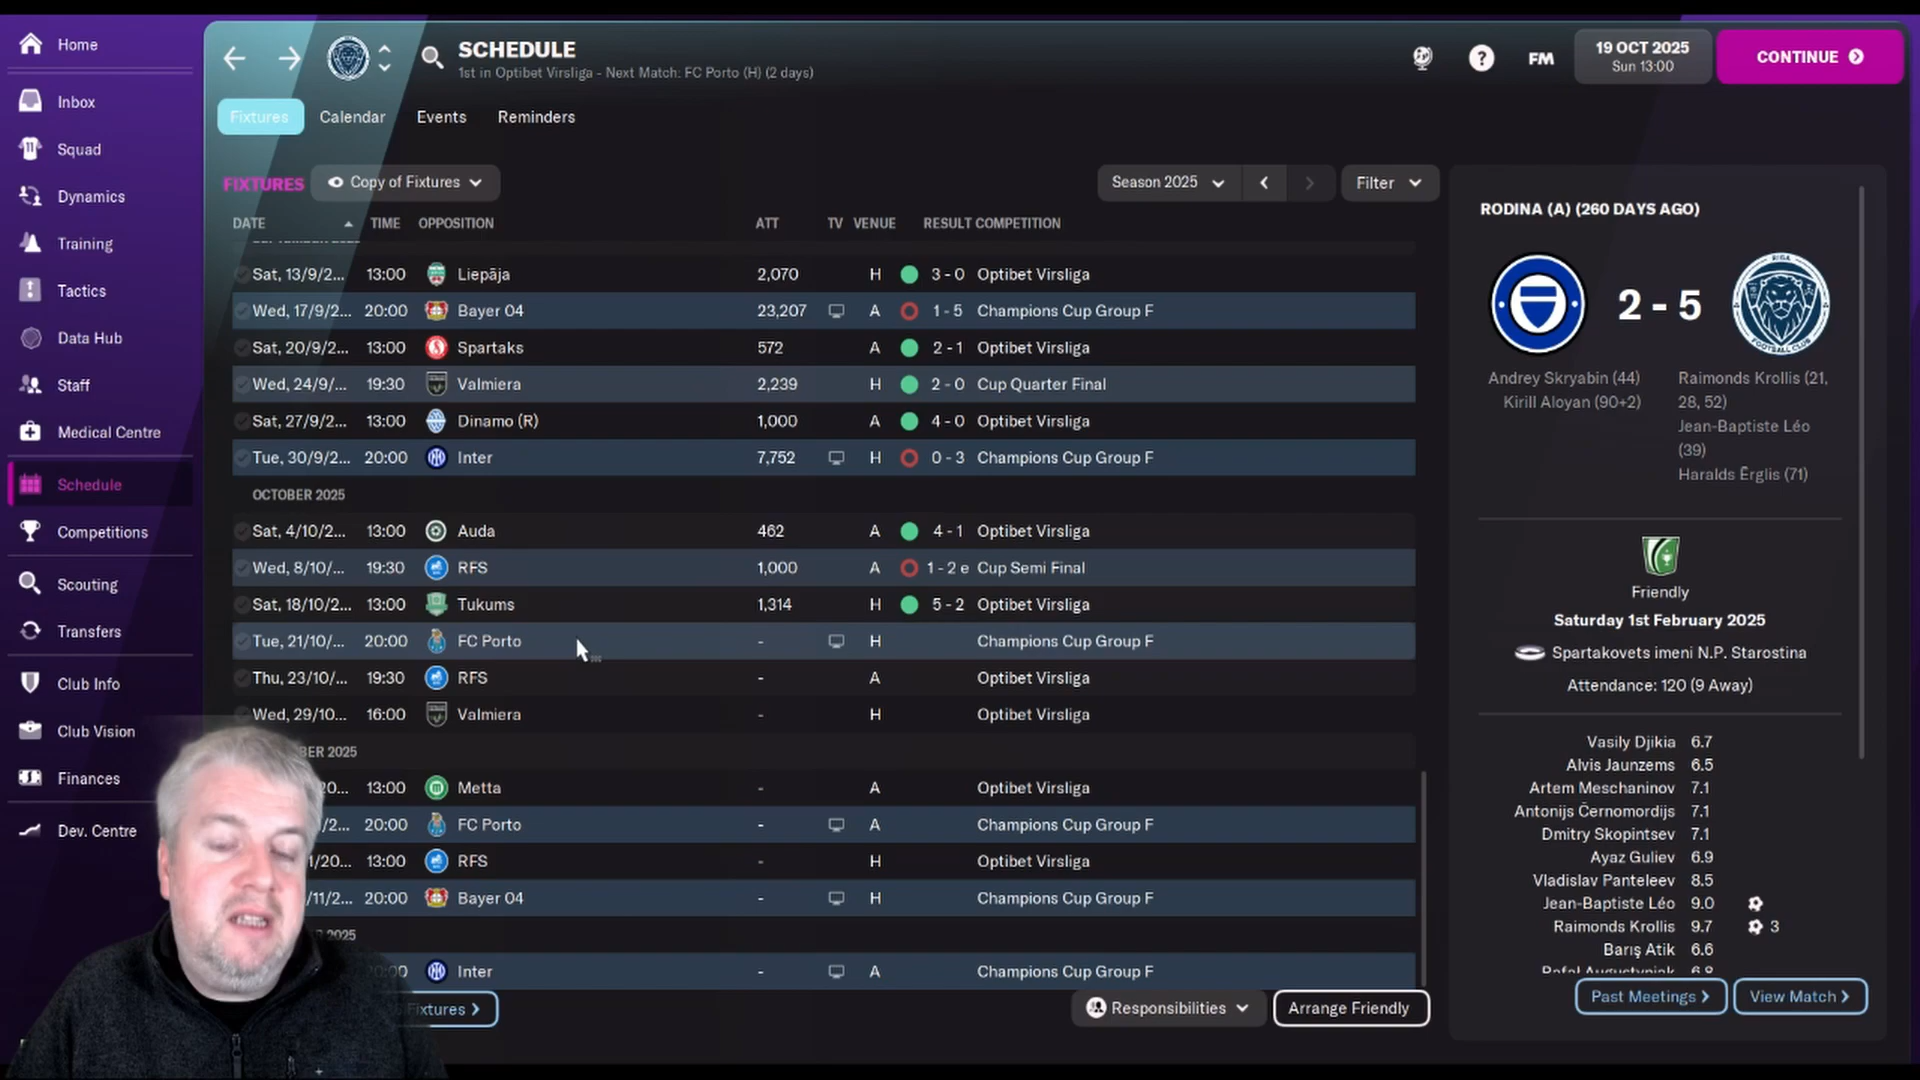 Home
Inbox
Squad
Dynamics
Training
Tactics
Data Hub
Staff
Medical Centre
Schedule
Competitions
Scouting
Transfers
Club Info
Club Vision
Finances
Dev. Centre
SCHEDULE
1st in Optibet Virsliga - Next Match: FC Porto (H) (2 days)
FM
19 OCT 2025
Sun 13:00
CONTINUE
Fixtures Calendar Events Reminders
FIXTURES Copy of Fixtures Season 2025 Filter
DATE TIME OPPOSITION ATT TV VENUE RESULT COMPETITION
Sat, 13/9/2... 13:00 Liepāja 2,070 H 3 - 0 Optibet Virsliga
Wed, 17/9/2... 20:00 Bayer 04 23,207 A 1 - 5 Champions Cup Group F
Sat, 20/9/2... 13:00 Spartaks 572 A 2 - 1 Optibet Virsliga
Wed, 24/9/... 19:30 Valmiera 2,239 H 2 - 0 Cup Quarter Final
Sat, 27/9/2... 13:00 Dinamo (R) 1,000 A 4 - 0 Optibet Virsliga
Tue, 30/9/2... 20:00 Inter 7,752 H 0 - 3 Champions Cup Group F
OCTOBER 2025
Sat, 4/10/2... 13:00 Auda 462 A 4 - 1 Optibet Virsliga
Wed, 8/10/... 19:30 RFS 1,000 A 1 - 2 e Cup Semi Final
Sat, 18/10/2... 13:00 Tukums 1,314 H 5 - 2 Optibet Virsliga
Tue, 21/10/... 20:00 FC Porto - H Champions Cup Group F
Thu, 23/10/... 19:30 RFS - A Optibet Virsliga
Wed, 29/10... 16:00 Valmiera - H Optibet Virsliga
BER 2025
20... 13:00 Metta - A Optibet Virsliga
/2... 20:00 FC Porto - A Champions Cup Group F
1/20... 13:00 RFS - H Optibet Virsliga
/11/2... 20:00 Bayer 04 - H Champions Cup Group F
2025
Inter - A Champions Cup Group F
Fixtures
Responsibilities Arrange Friendly
RODINA (A) (260 DAYS AGO)
2 - 5
RIGA
FOOTBALL CLUB
Andrey Skryabin (44)
Kirill Aloyan (90+2)
Raimonds Krollis (21,
28, 52)
Jean-Baptiste Léo
(39)
Haralds Ērglis (71)
Friendly
Saturday 1st February 2025
Spartakovets imeni N.P. Starostina
Attendance: 120 (9 Away)
Vasily Djikia 6.7
Alvis Jaunzems 6.5
Artem Meschaninov 7.1
Antonijs Černomordijs 7.1
Dmitry Skopintsev 7.1
Ayaz Guliev 6.9
Vladislav Panteleev 8.5
Jean-Baptiste Léo 9.0
Raimonds Krollis 9.7 3
Barış Atik 6.6
Rafal Augustyniak 6.8
Past Meetings View Match